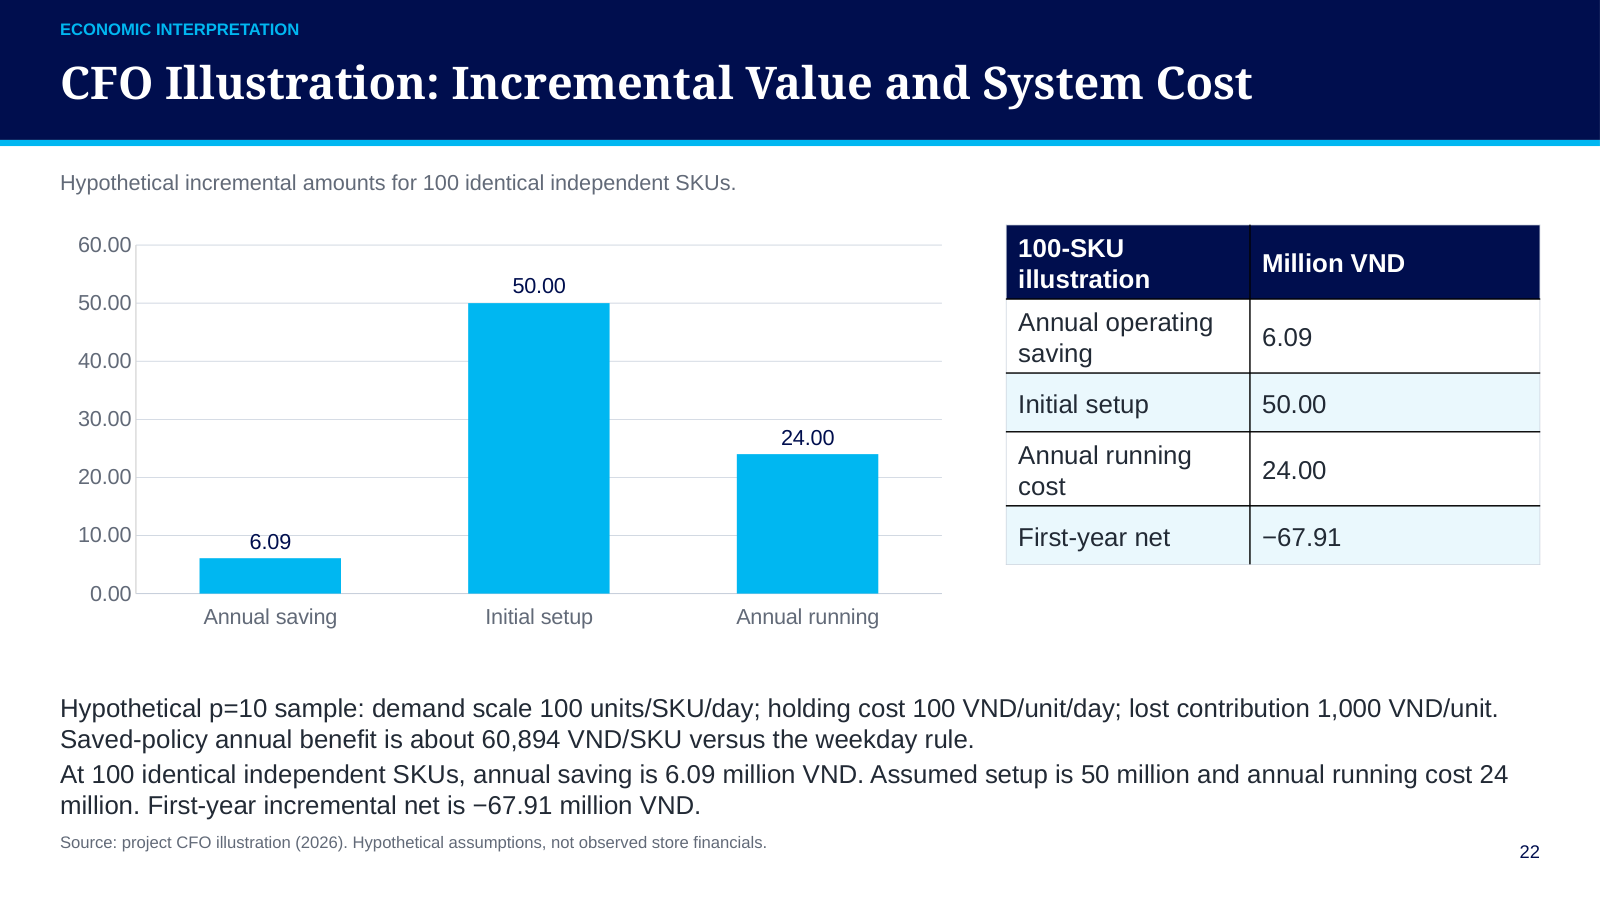 ECONOMIC INTERPRETATION
CFO Illustration: Incremental Value and System Cost
Hypothetical incremental amounts for 100 identical independent SKUs.
60.00
50.00
40.00
30.00
20.00
10.00
0.00
6.09
50.00
24.00
Annual saving
Initial setup
Annual running
100-SKU
illustration
Million VND
Annual operating
saving
6.09
Initial setup
50.00
Annual running
cost
24.00
First-year net
−67.91
Hypothetical p=10 sample: demand scale 100 units/SKU/day; holding cost 100 VND/unit/day; lost contribution 1,000 VND/unit.
Saved-policy annual benefit is about 60,894 VND/SKU versus the weekday rule.
At 100 identical independent SKUs, annual saving is 6.09 million VND. Assumed setup is 50 million and annual running cost 24
million. First-year incremental net is −67.91 million VND.
Source: project CFO illustration (2026). Hypothetical assumptions, not observed store financials.
22